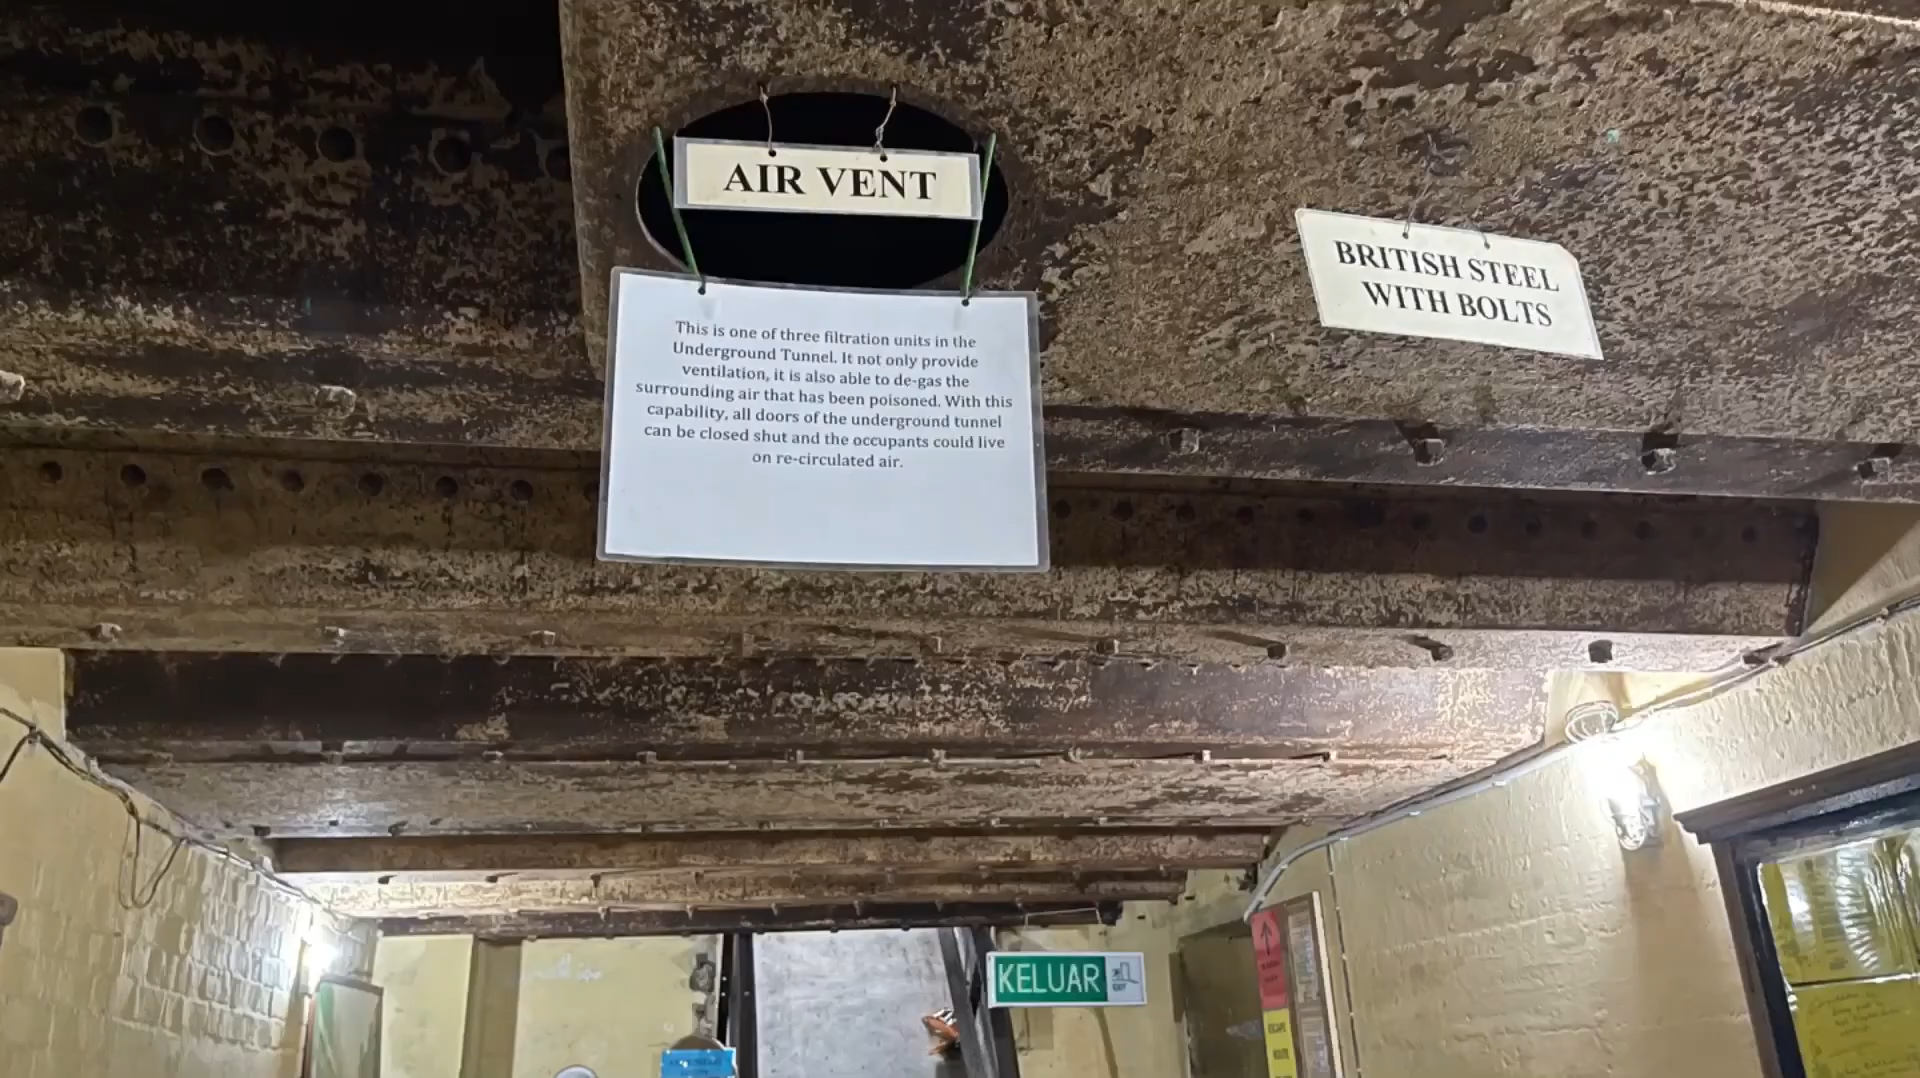 AIR VENT
BRITISH STEEL
WITH BOLTS
This is one of three filtration units in the
Underground Tunnel. It not only provide
ventilation, it is also able to de-gas the
surrounding air that has been poisoned. With this
capability, all doors of the underground tunnel
can be closed shut and the occupants could live
on re-circulated air.
KELUAR
ESCAPE
ROUTE